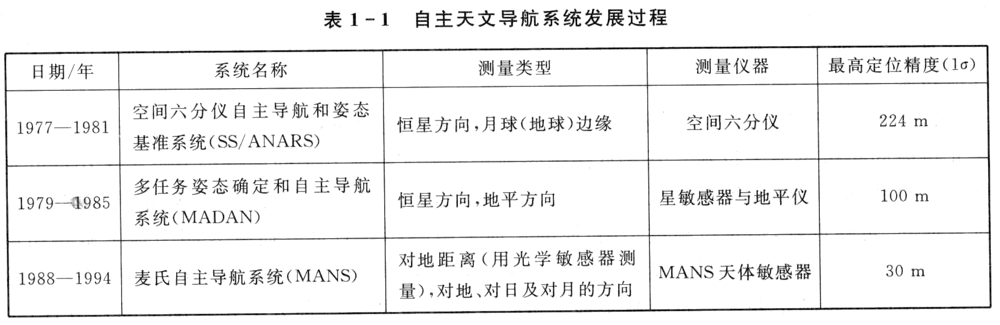 表 1-1 自主天文导航系统发展过程
日期/年 系统名称 测量类型 测量仪器 最高定位精度(1σ)
1977—1981 空间六分仪自主导航和姿态
基准系统(SS/ANARS) 恒星方向,月球(地球)边缘 空间六分仪 224 m
1979—1985 多任务姿态确定和自主导航
系统(MADAN) 恒星方向,地平方向 星敏感器与地平仪 100 m
1988—1994 麦氏自主导航系统(MANS) 对地距离(用光学敏感器测
量),对地、对日及对月的方向 MANS天体敏感器 30 m